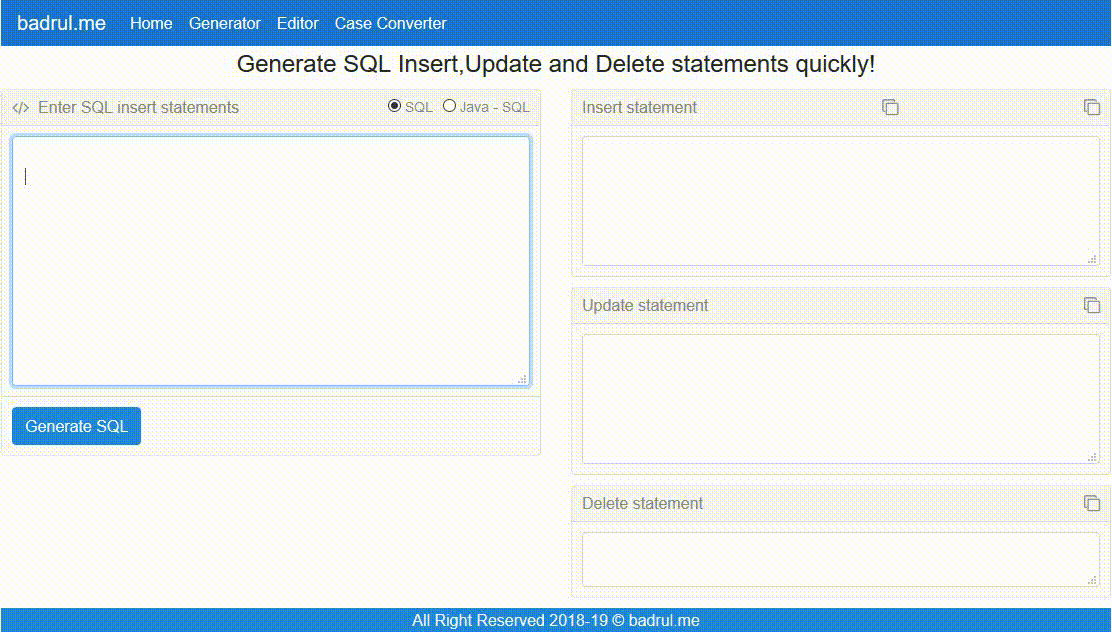 badrul.me Home Generator Editor Case Converter
Generate SQL Insert,Update and Delete statements quickly!
</> Enter SQL insert statements SQL Java - SQL
Generate SQL
Insert statement
Update statement
Delete statement
All Right Reserved 2018-19 © badrul.me